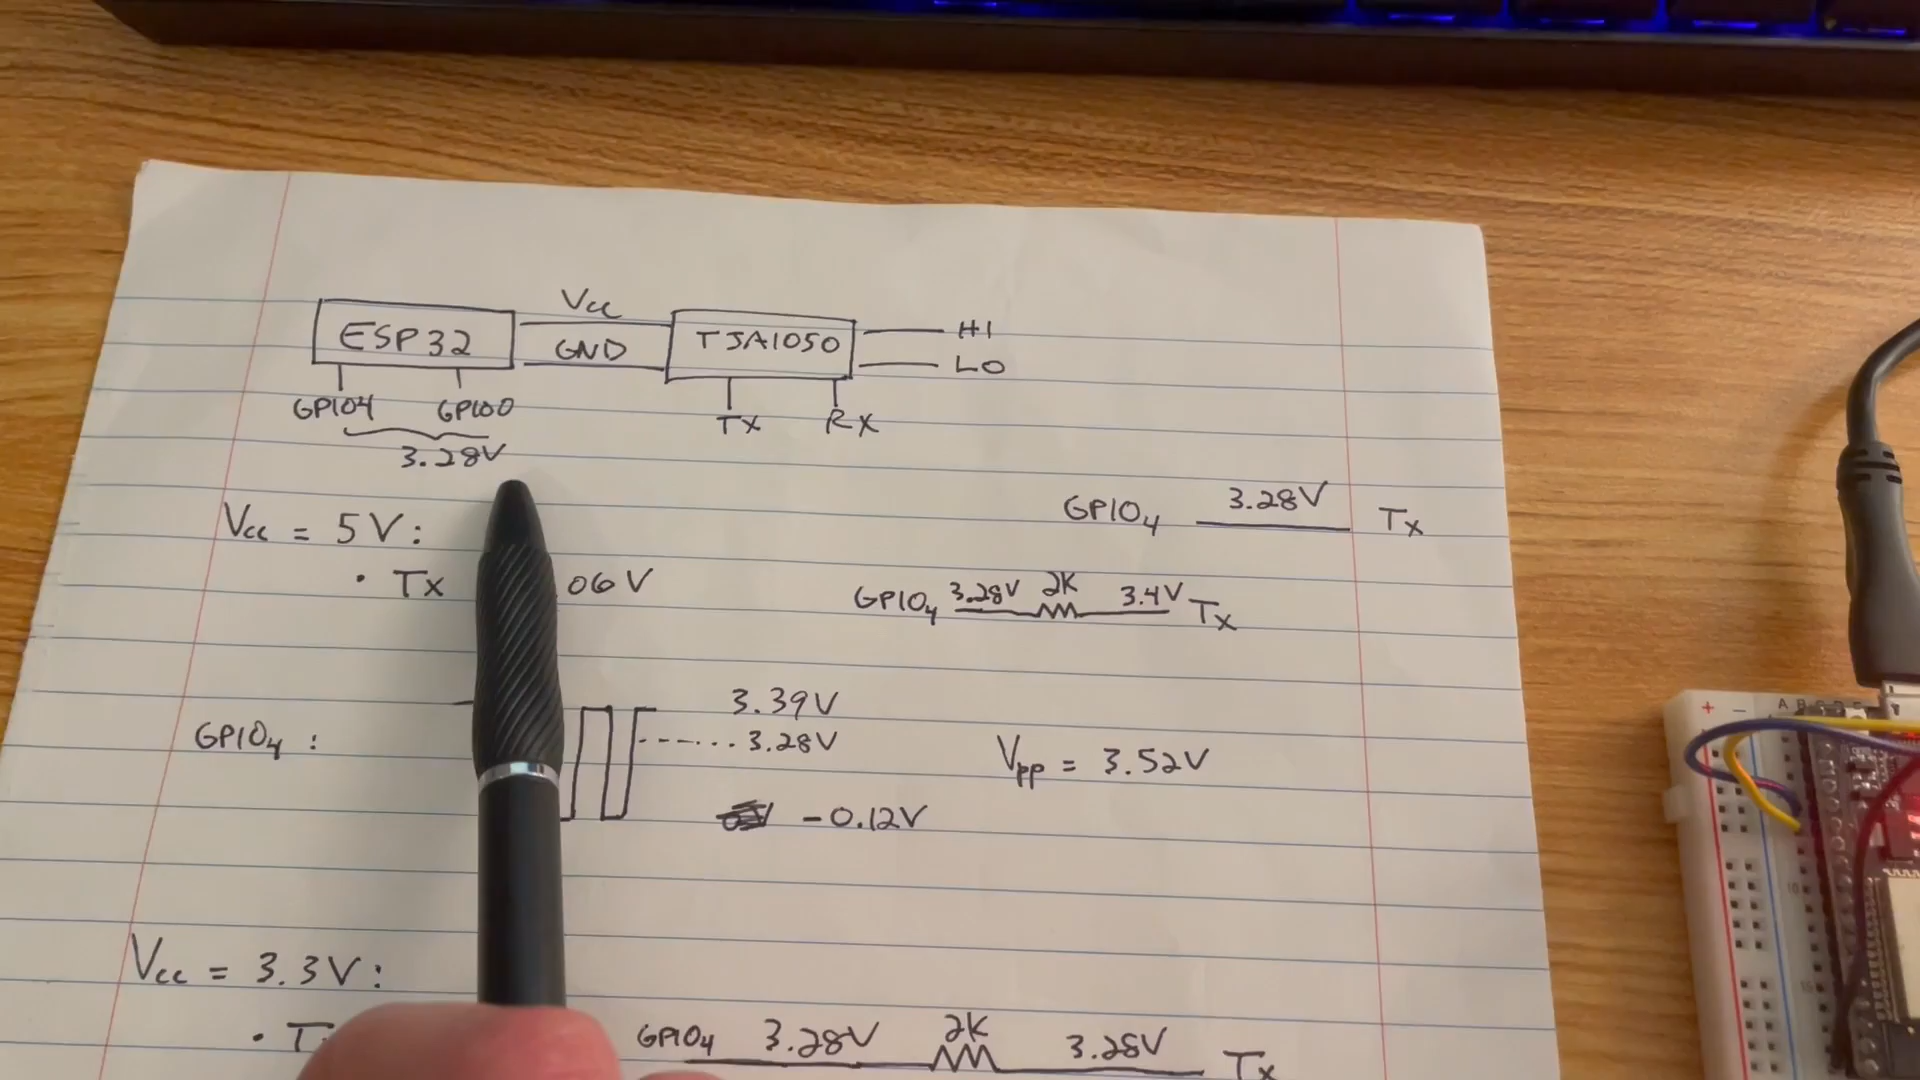 Vcc
ESP32 GND TJA1050 HI
LO
GPIO4 GPIO0 Tx Rx
3.28V
GPIO4 3.28V Tx
Vcc = 5V:
• Tx .06V
GPIO4 3.28V 2K 3.4V Tx
3.39V
GPIO4 : 3.28V
Vpp = 3.52V
-0.12V
Vcc = 3.3V:
• T
GPIO4 3.28V 2K 3.28V Tx
+ - A B